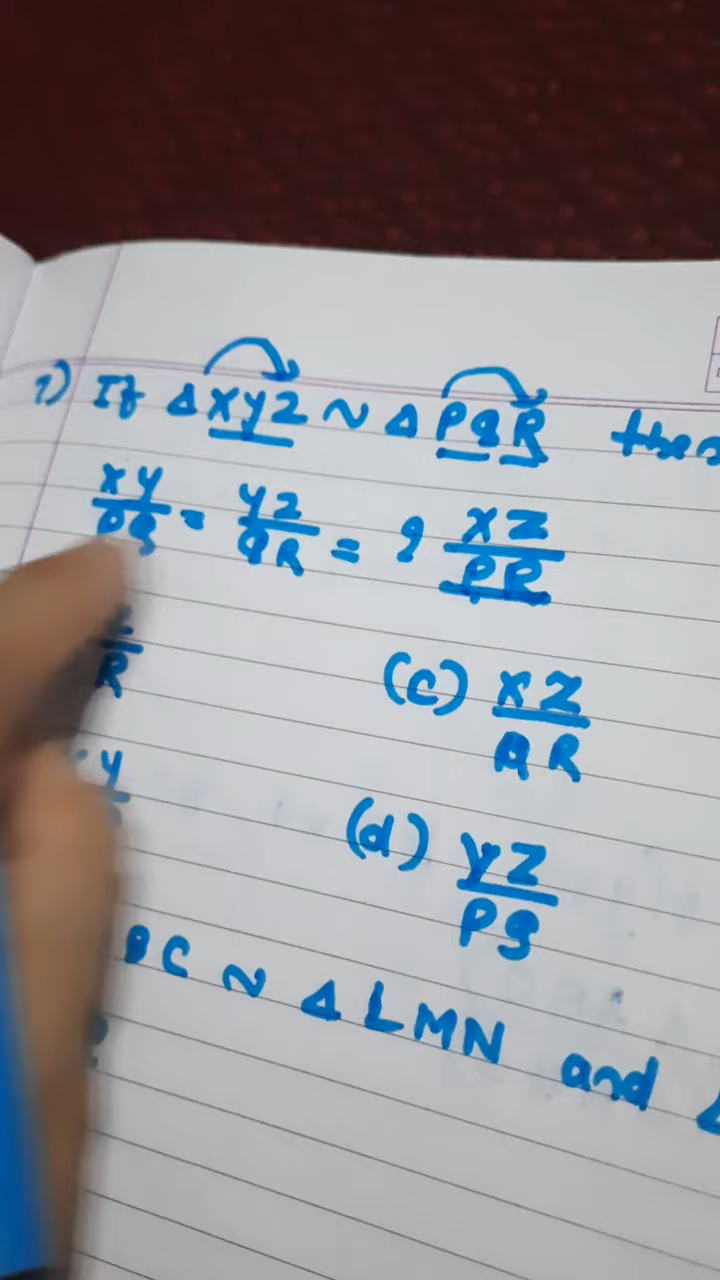 1) If Δ XYZ ~ Δ PQR then
XY/PQ = YZ/QR = ? XZ/PR
(c) XZ/QR
(d) YZ/PQ
BC ~ Δ LMN and